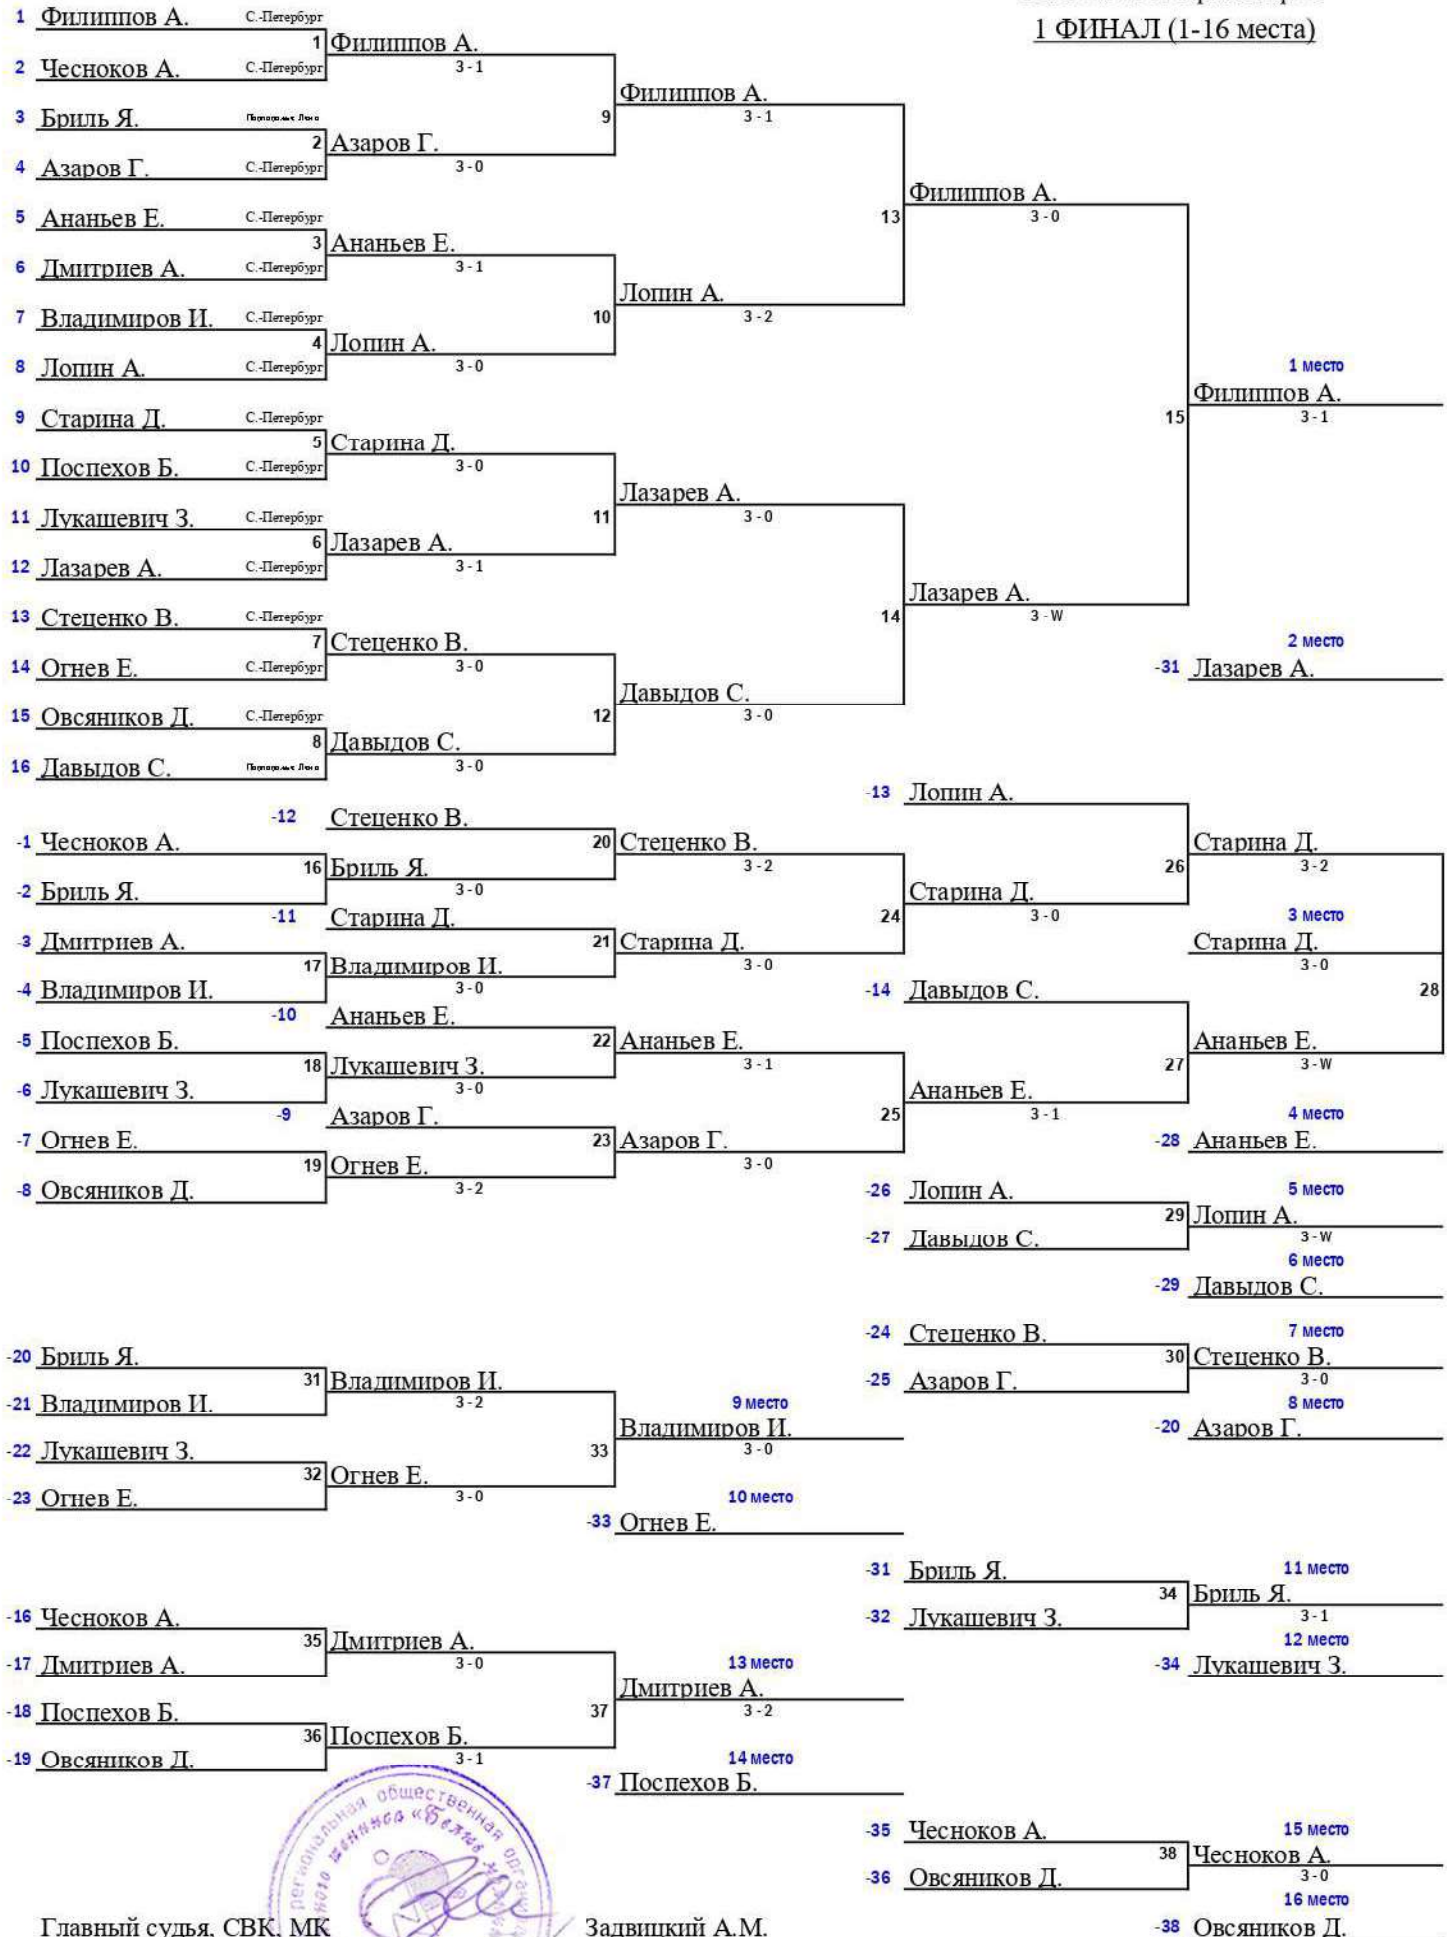 1 ФИНАЛ (1-16 места)
1 Филиппов А. С.-Петербург
1 Филиппов А.
3 - 1
2 Чесноков А. С.-Петербург
Филиппов А.
3 - 1
3 Бриль Я.
9
2 Азаров Г.
3 - 0
4 Азаров Г. С.-Петербург
Филиппов А.
3 - 0
13
5 Ананьев Е. С.-Петербург
3 Ананьев Е.
3 - 1
6 Дмитриев А. С.-Петербург
Лопин А.
3 - 2
10
7 Владимиров И. С.-Петербург
4 Лопин А.
3 - 0
8 Лопин А. С.-Петербург
1 место
Филиппов А.
3 - 1
15
9 Старина Д. С.-Петербург
5 Старина Д.
3 - 0
10 Поспехов Б. С.-Петербург
Лазарев А.
3 - 0
11
11 Лукашевич З. С.-Петербург
6 Лазарев А.
3 - 1
12 Лазарев А. С.-Петербург
Лазарев А.
3 - W
14
13 Стеценко В. С.-Петербург
7 Стеценко В.
3 - 0
2 место
-31 Лазарев А.
14 Огнев Е. С.-Петербург
Давыдов С.
3 - 0
12
15 Овсяников Д. С.-Петербург
8 Давыдов С.
3 - 0
16 Давыдов С.
-13 Лопин А.
-12 Стеценко В.
-1 Чесноков А.
20 Стеценко В.
3 - 2
Старина Д.
3 - 2
26
16 Бриль Я.
3 - 0
-2 Бриль Я.
Старина Д.
3 - 0
24
-11 Старина Д.
3 место
Старина Д.
3 - 0
-3 Дмитриев А.
21 Старина Д.
3 - 0
17 Владимиров И.
3 - 0
-4 Владимиров И.
-14 Давыдов С.
28
-10 Ананьев Е.
-5 Поспехов Б.
22 Ананьев Е.
3 - 1
Ананьев Е.
3 - W
27
18 Лукашевич З.
3 - 0
-6 Лукашевич З.
Ананьев Е.
3 - 1
25
-9 Азаров Г.
4 место
-28 Ананьев Е.
-7 Огнев Е.
23 Азаров Г.
3 - 0
19 Огнев Е.
3 - 2
-8 Овсяников Д.
-26 Лопин А.
5 место
29 Лопин А.
3 - W
-27 Давыдов С.
6 место
-29 Давыдов С.
-24 Стеценко В.
7 место
30 Стеценко В.
3 - 0
-25 Азаров Г.
8 место
-20 Азаров Г.
-20 Бриль Я.
31 Владимиров И.
3 - 2
-21 Владимиров И.
9 место
Владимиров И.
3 - 0
33
-22 Лукашевич З.
32 Огнев Е.
3 - 0
-23 Огнев Е.
10 место
-33 Огнев Е.
-31 Бриль Я.
11 место
34 Бриль Я.
3 - 1
-32 Лукашевич З.
12 место
-34 Лукашевич З.
-16 Чесноков А.
35 Дмитриев А.
3 - 0
-17 Дмитриев А.
13 место
Дмитриев А.
3 - 2
37
-18 Поспехов Б.
36 Поспехов Б.
3 - 1
-19 Овсяников Д.
14 место
-37 Поспехов Б.
региональная общественная
-35 Чесноков А.
15 место
38 Чесноков А.
3 - 0
-36 Овсяников Д.
16 место
-38 Овсяников Д.
Главный судья, СВК, МК
Задвицкий А.М.